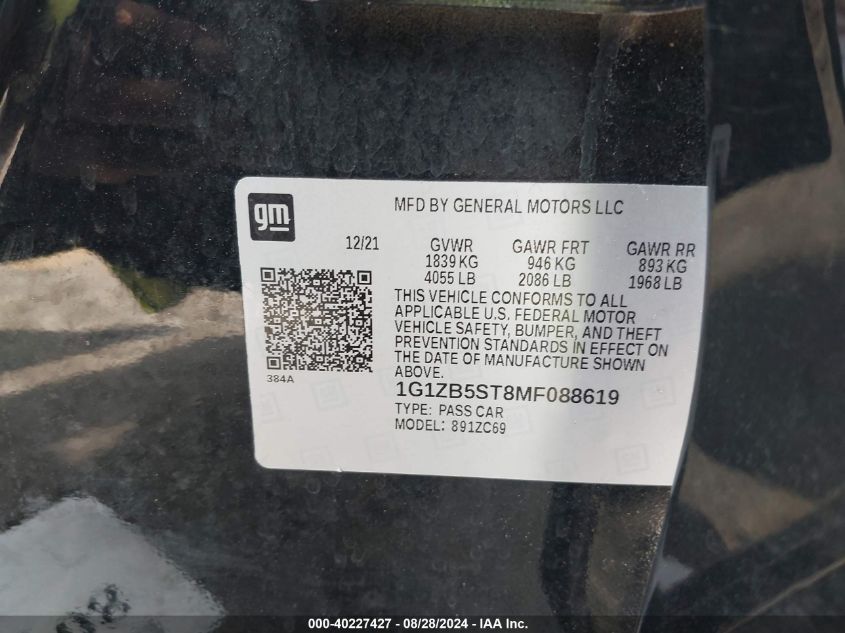 gm
MFD BY GENERAL MOTORS LLC
12/21 GVWR GAWR FRT GAWR RR
1839 KG 946 KG 893 KG
4055 LB 2086 LB 1968 LB
THIS VEHICLE CONFORMS TO ALL
APPLICABLE U.S. FEDERAL MOTOR
VEHICLE SAFETY, BUMPER, AND THEFT
PREVENTION STANDARDS IN EFFECT ON
THE DATE OF MANUFACTURE SHOWN
ABOVE.
384A
1G1ZB5ST8MF088619
TYPE: PASS CAR
MODEL: 891ZC69
000-40227427 - 08/28/2024 - IAA Inc.